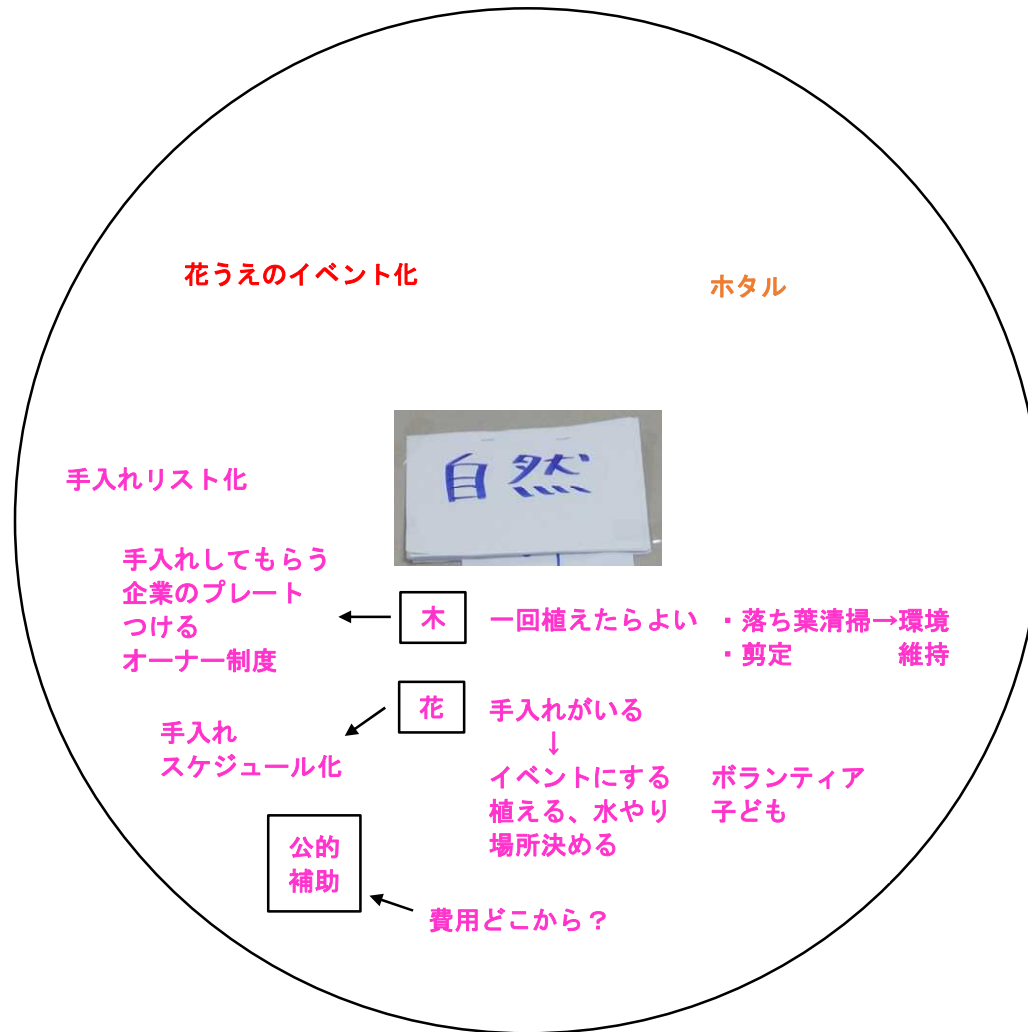 花うえのイベント化
ホタル
自然
手入れリスト化
手入れしてもらう
企業のプレート
つける
オーナー制度
←
木
一回植えたらよい
・落ち葉清掃→環境
・剪定 維持
花
手入れがいる
↓
手入れ
スケジュール化
イベントにする
植える、水やり
場所決める
ボランティア
子ども
公的
補助
費用どこから？